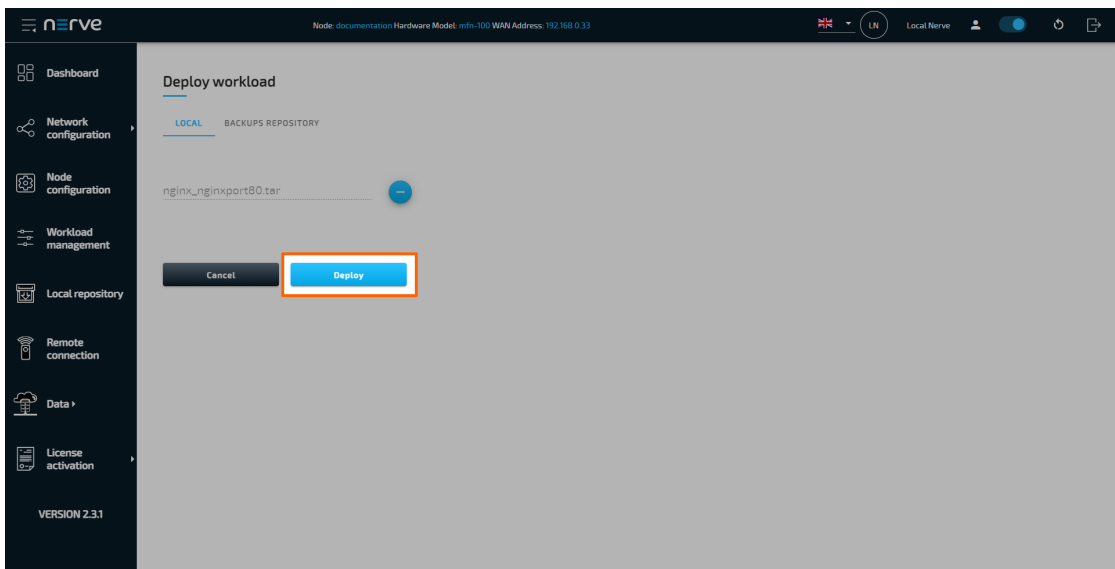 nerve
Node: documentation Hardware Model: mfn-100 WAN Address: 192.168.0.33
LN
Local Nerve
Dashboard
Network
configuration
Node
configuration
Workload
management
Local repository
Remote
connection
Data
License
activation
VERSION 2.3.1
Deploy workload
LOCAL BACKUPS REPOSITORY
nginx_nginxport80.tar
Cancel Deploy